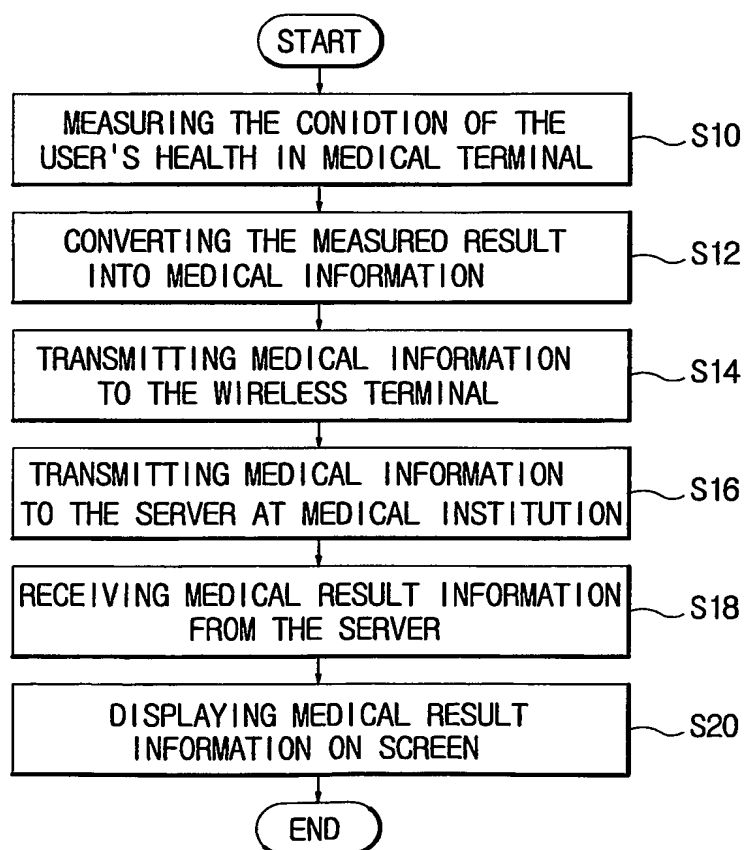 START
MEASURING THE CONIDTION OF THE
USER'S HEALTH IN MEDICAL TERMINAL
S10
CONVERTING THE MEASURED RESULT
INTO MEDICAL INFORMATION
S12
TRANSMITTING MEDICAL INFORMATION
TO THE WIRELESS TERMINAL
S14
TRANSMITTING MEDICAL INFORMATION
TO THE SERVER AT MEDICAL INSTITUTION
S16
RECEIVING MEDICAL RESULT INFORMATION
FROM THE SERVER
S18
DISPLAYING MEDICAL RESULT
INFORMATION ON SCREEN
S20
END